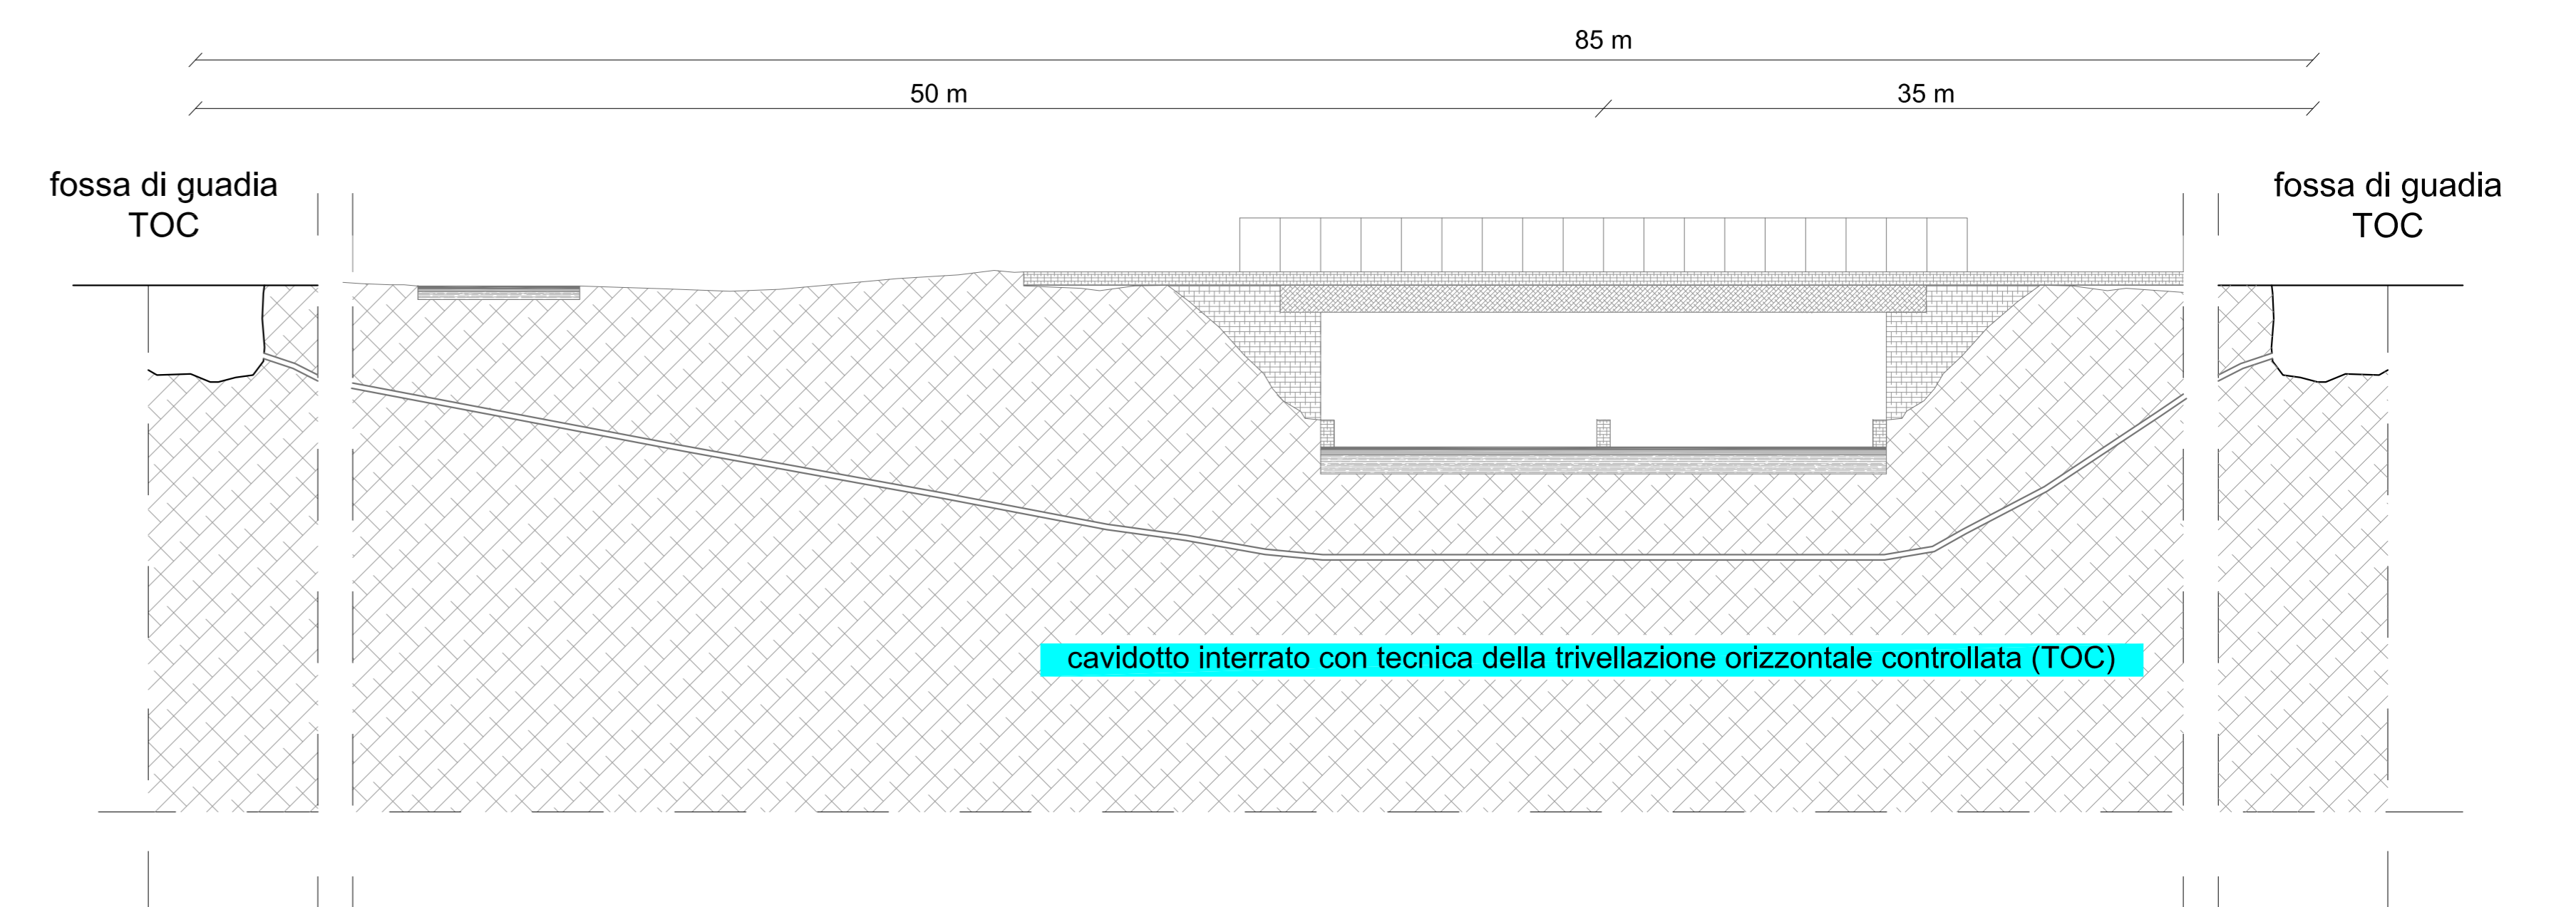 85 m
50 m
35 m
fossa di guadia
TOC
fossa di guadia
TOC
cavidotto interrato con tecnica della trivellazione orizzontale controllata (TOC)